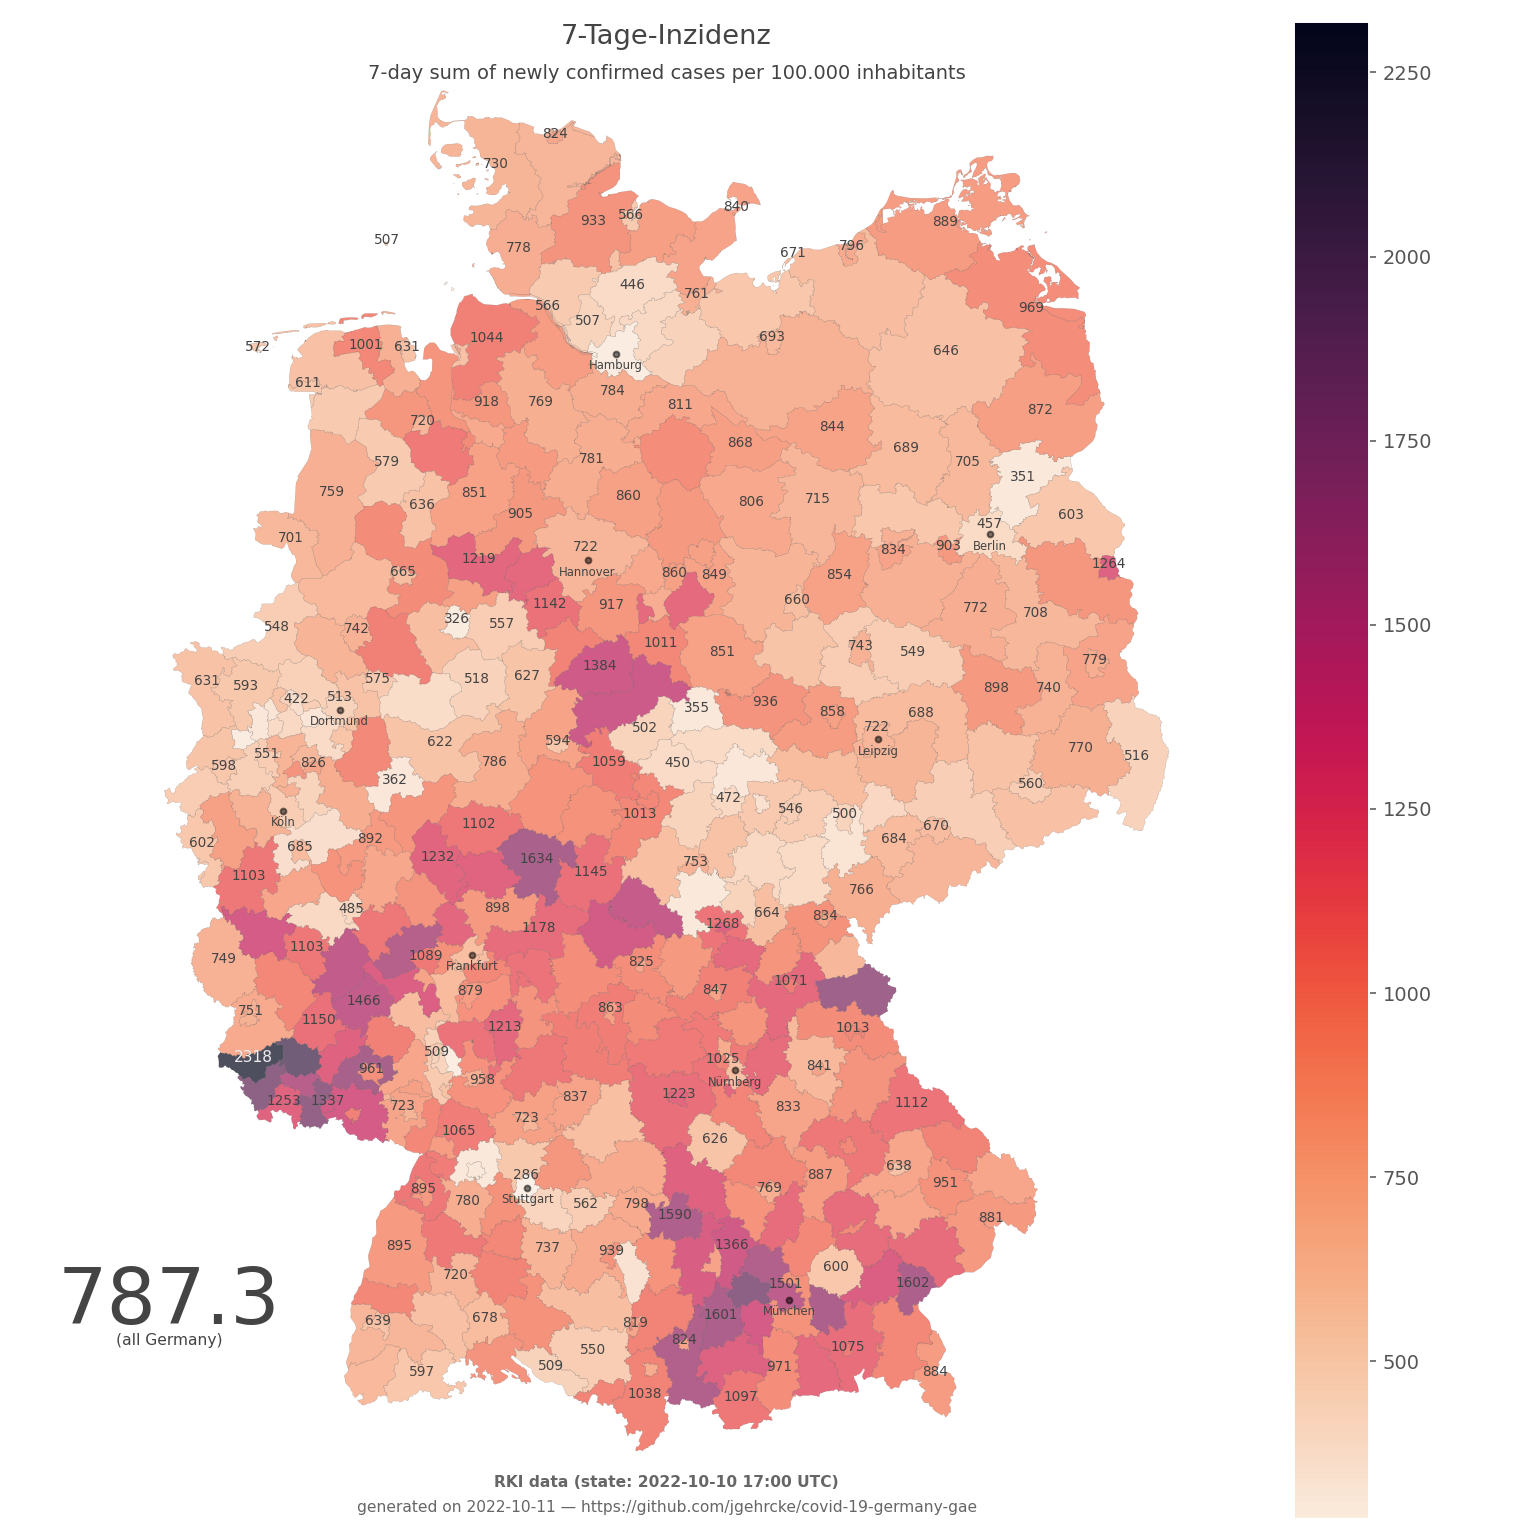 7-Tage-Inzidenz
7-day sum of newly confirmed cases per 100.000 inhabitants
2250
2000
1750
1500
1250
1000
750
500
824
730
840
933 566
889
507
778
671 796
446
761
566
507
969
1044
693
572 1001 631
646
Hamburg
611
784
918 769 811
872
720
844
868
689
579 781 705
351
759 851 860
636 806 715
905 603
457
701
722 834 903 Berlin
1219 1264
665 Hannover 860 849 854
1142 917 660
772 708
326 557
548 742
1011 743 549
851 779
1384
631 593 575 518 627
898 740
422 513 936
355 858 688
Dortmund 502 722
622 594 770
551 Leipzig 516
598 826 786 1059 450
362 560
472
546 500
Köln 1013
1102 670
602 685 892 684
1232 1634 753
1103 1145
766
485 898 664 834
1268
1178
1103 1089
749 Frankfurt 825
879 847 1071
1466
751 863
1150 1213 1013
2318 509 1025
961 841
958 Nürnberg
1253 1337 723 837 1223 833 1112
723
1065 626
638
286 887
895 769 951
Stuttgart
780 562 798
1590 881
895 737 939 1366
600
720 1501 1602
München
639 678 819 1601
824
550 1075
597 509 971 884
1038 1097
787.3
(all Germany)
RKI data (state: 2022-10-10 17:00 UTC)
generated on 2022-10-11 — https://github.com/jgehrcke/covid-19-germany-gae